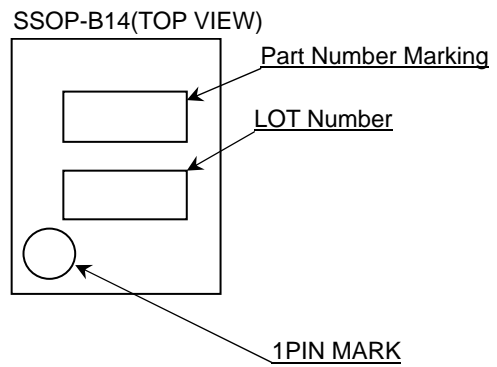 SSOP-B14(TOP VIEW)
Part Number Marking
LOT Number
1PIN MARK